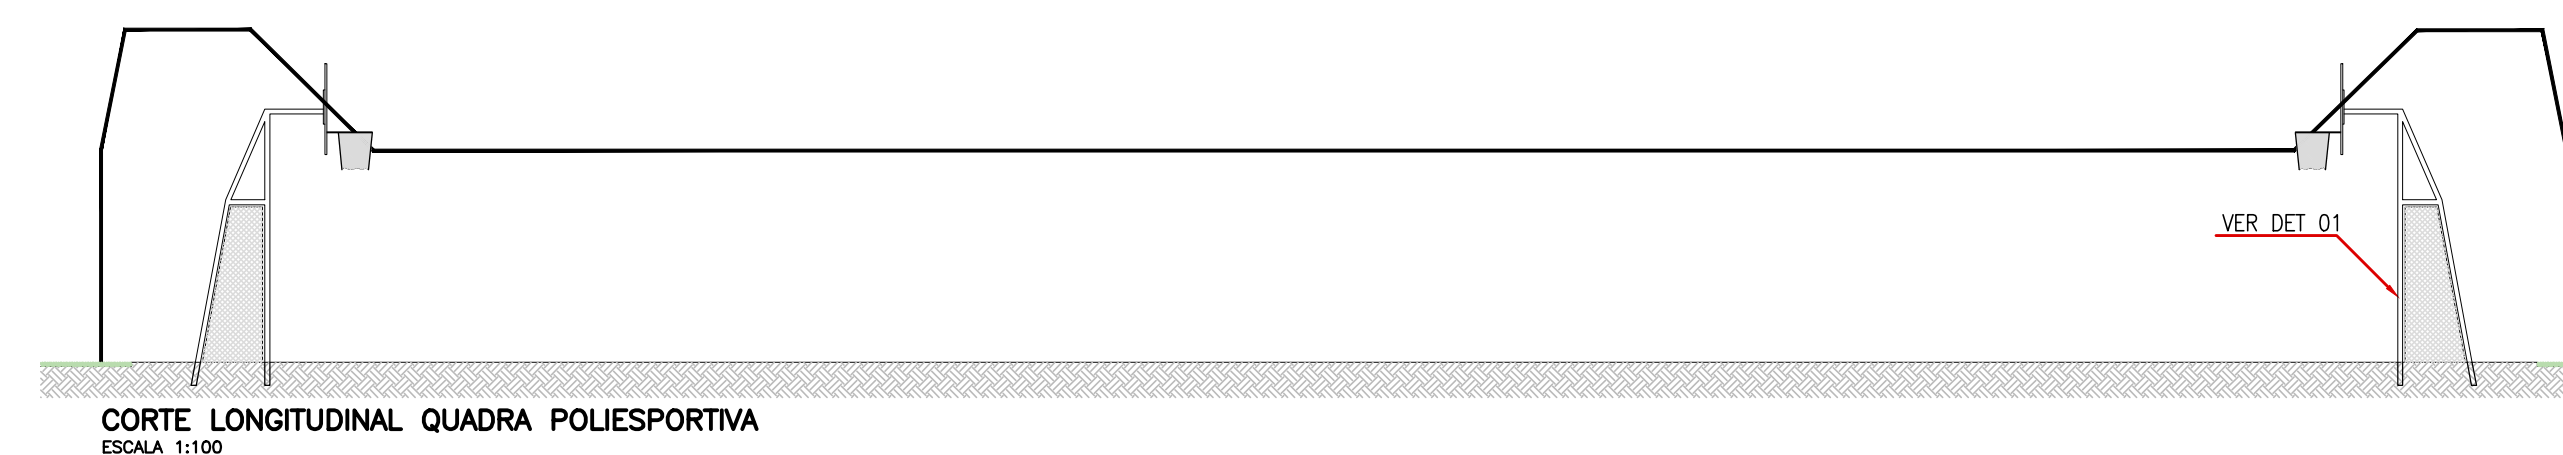 VER DET 01
CORTE LONGITUDINAL QUADRA POLIESPORTIVA
ESCALA 1:100